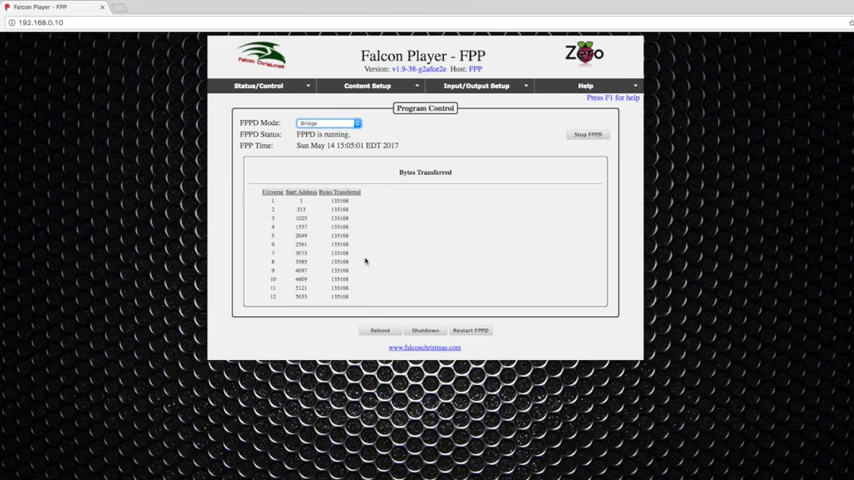 Falcon Player - FPP
192.168.0.10
Falcon Christmas
Falcon Player - FPP
Version: v1.9-38-g2afce2e Host: FPP
Zero
Status/Control Content Setup Input/Output Setup Help
Press F1 for help
Program Control
FPPD Mode: Bridge
FPPD Status: FPPD is running. Stop FPPD
FPP Time: Sun May 14 15:05:01 EDT 2017
Bytes Transferred
Universe Start Address Bytes Transferred
1 1 135168
2 513 135168
3 1025 135168
4 1537 135168
5 2049 135168
6 2561 135168
7 3073 135168
8 3585 135168
9 4097 135168
10 4609 135168
11 5121 135168
12 5633 135168
Reboot Shutdown Restart FPPD
www.falconchristmas.com